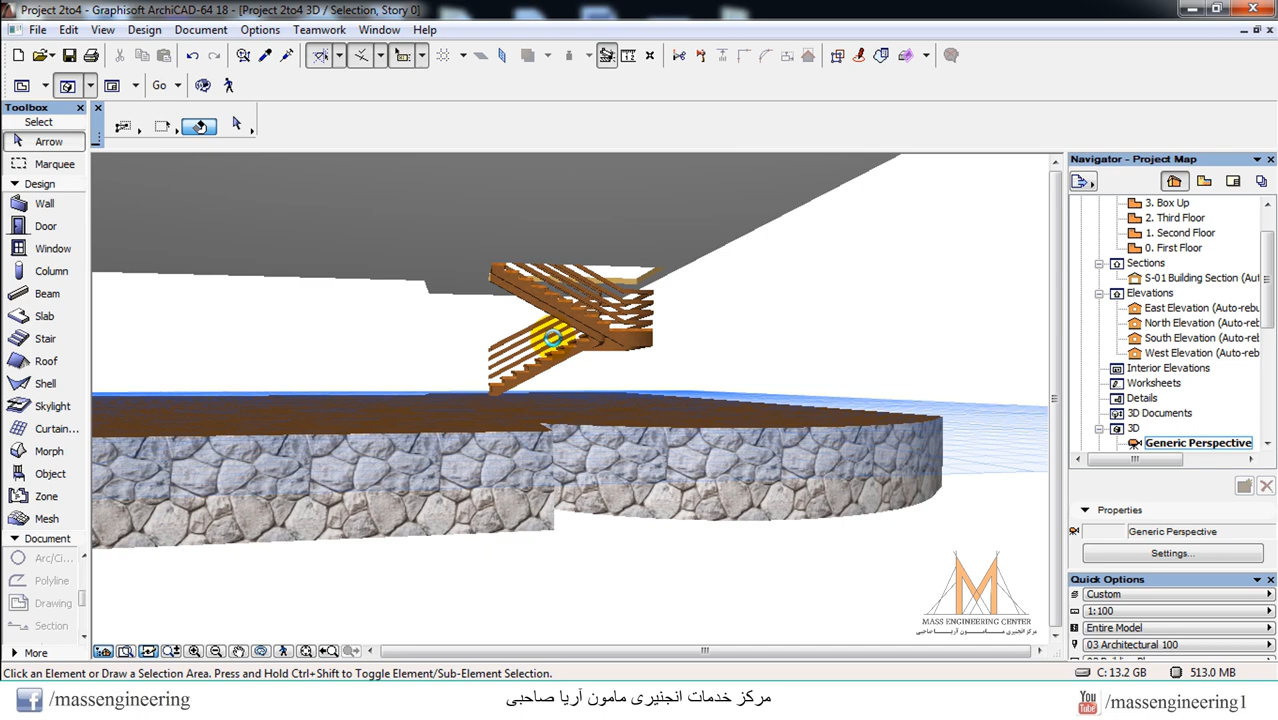 Project 2to4 - Graphisoft ArchiCAD-64 18 - [Project 2to4 3D / Selection, Story 0]
File Edit View Design Document Options Teamwork Window Help
Go
Toolbox
Select
Arrow
Marquee
Design
Wall
Door
Window
Column
Beam
Slab
Stair
Roof
Shell
Skylight
Curtain...
Morph
Object
Zone
Mesh
Document
Arc/Ci...
Polyline
Drawing
Section
More
Navigator - Project Map
3. Box Up
2. Third Floor
1. Second Floor
0. First Floor
Sections
S-01 Building Section (Aut
Elevations
East Elevation (Auto-rebu
North Elevation (Auto-reb
South Elevation (Auto-reb
West Elevation (Auto-reb
Interior Elevations
Worksheets
Details
3D Documents
3D
Generic Perspective
Properties
Generic Perspective
Settings...
Quick Options
Custom
1:100
Entire Model
03 Architectural 100
MASS ENGINEERING CENTER
مرکز انجنیری مامون آریا صاحبی
Click an Element or Draw a Selection Area. Press and Hold Ctrl+Shift to Toggle Element/Sub-Element Selection.
C: 13.2 GB
513.0 MB
f /massengineering
مرکز خدمات انجنیری مامون آریا صاحبی
You Tube /massengineering1